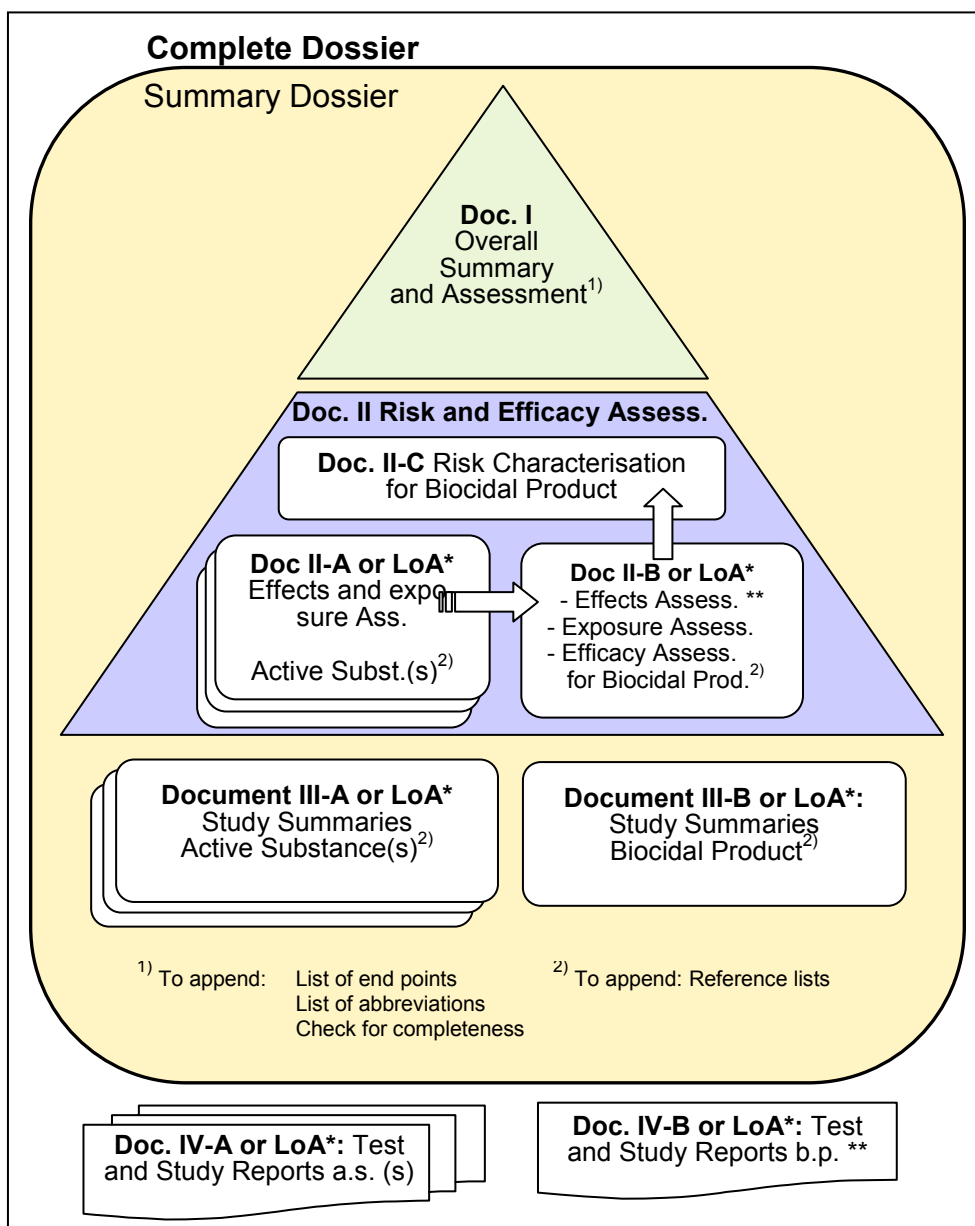 Complete Dossier
Summary Dossier
Doc. I
Overall
Summary
and Assessment1)
Doc. II Risk and Efficacy Assess.
Doc. II-C Risk Characterisation
for Biocidal Product
Doc II-A or LoA*
Effects and expo
sure Ass.
Active Subst.(s)2)
Doc II-B or LoA*
- Effects Assess. **
- Exposure Assess.
- Efficacy Assess.
for Biocidal Prod.2)
Document III-A or LoA*
Study Summaries
Active Substance(s)2)
Document III-B or LoA*:
Study Summaries
Biocidal Product2)
1) To append: List of end points
List of abbreviations
Check for completeness
2) To append: Reference lists
Doc. IV-A or LoA*: Test
and Study Reports a.s. (s)
Doc. IV-B or LoA*: Test
and Study Reports b.p. **